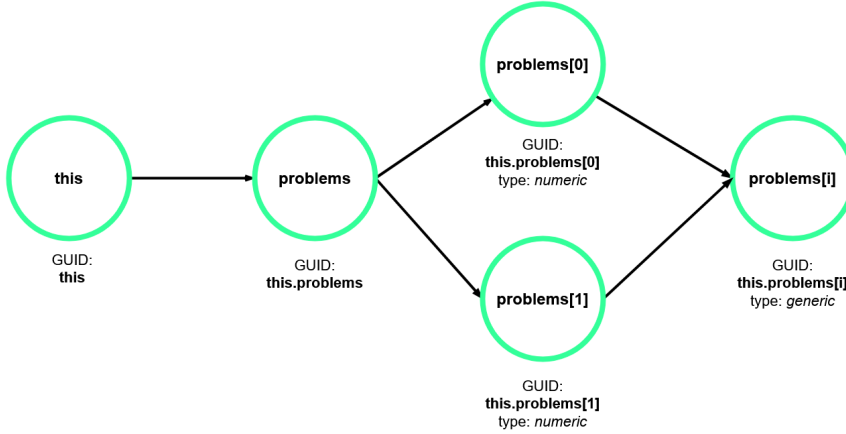 this
GUID:
this
problems
GUID:
this.problems
problems[0]
GUID:
this.problems[0]
type: numeric
problems[1]
GUID:
this.problems[1]
type: numeric
problems[i]
GUID:
this.problems[i]
type: generic